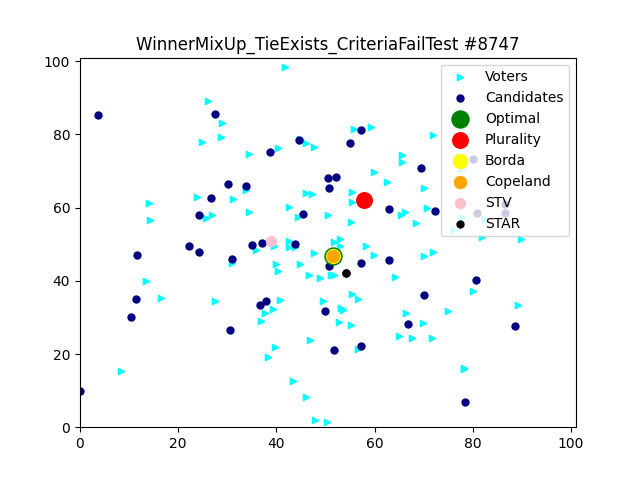 WinnerMixUp_TieExists_CriteriaFailTest #8747
100
80
60
40
20
0
0
20
40
60
80
100
Voters
Candidates
Optimal
Plurality
Borda
Copeland
STV
STAR